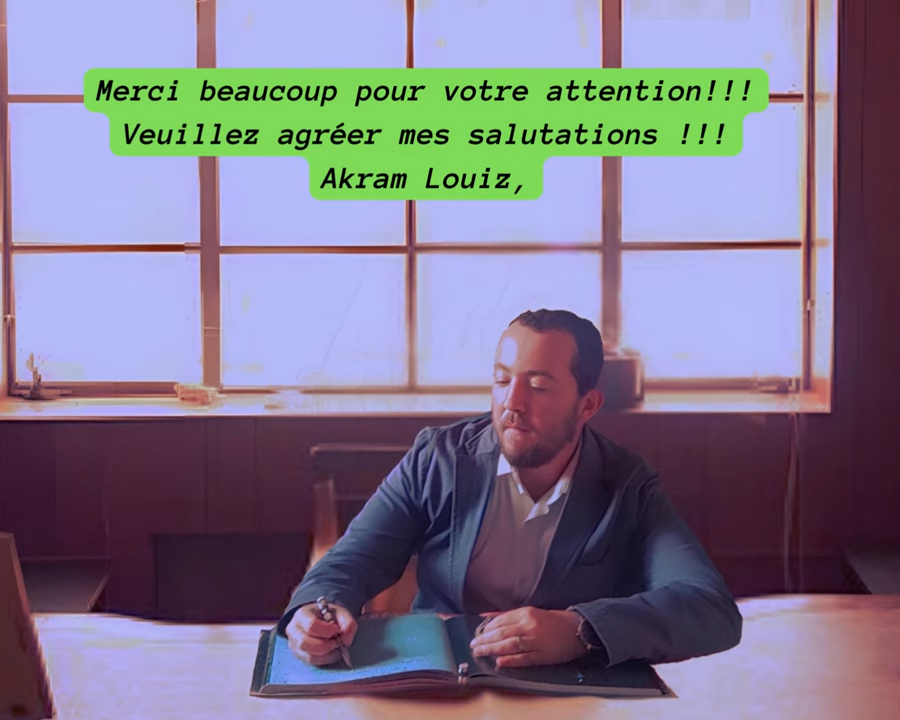 Merci beaucoup pour votre attention!!!
Veuillez agréer mes salutations !!!
Akram Louiz,